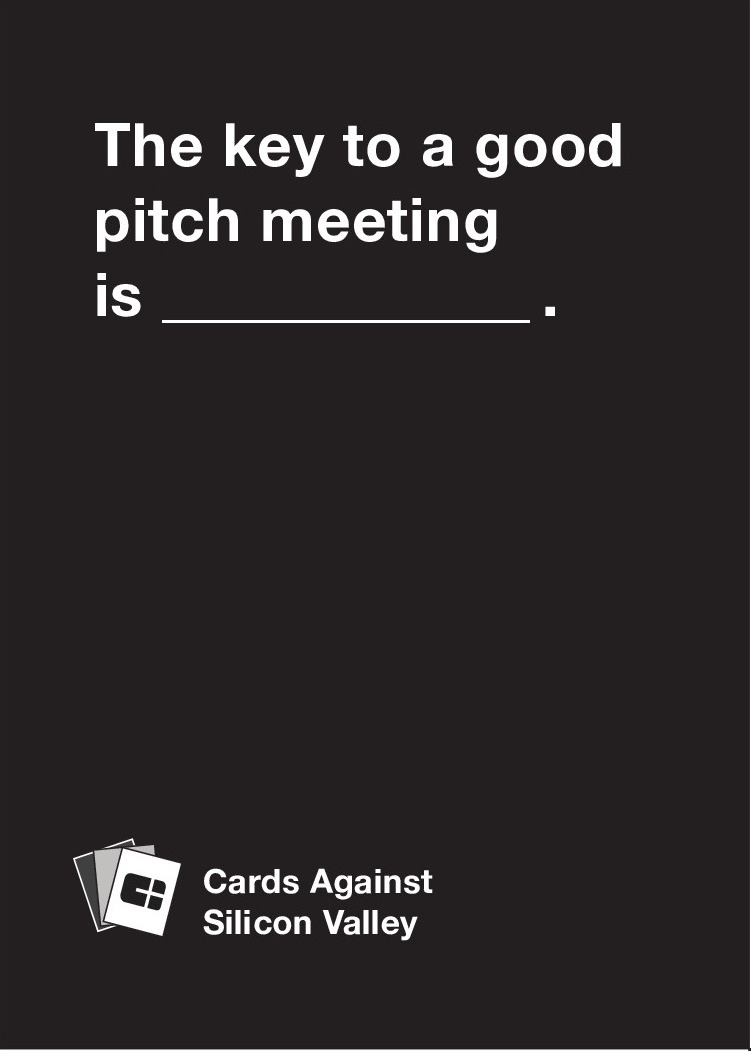 The key to a good
pitch meeting
is ___________ .
Cards Against
Silicon Valley